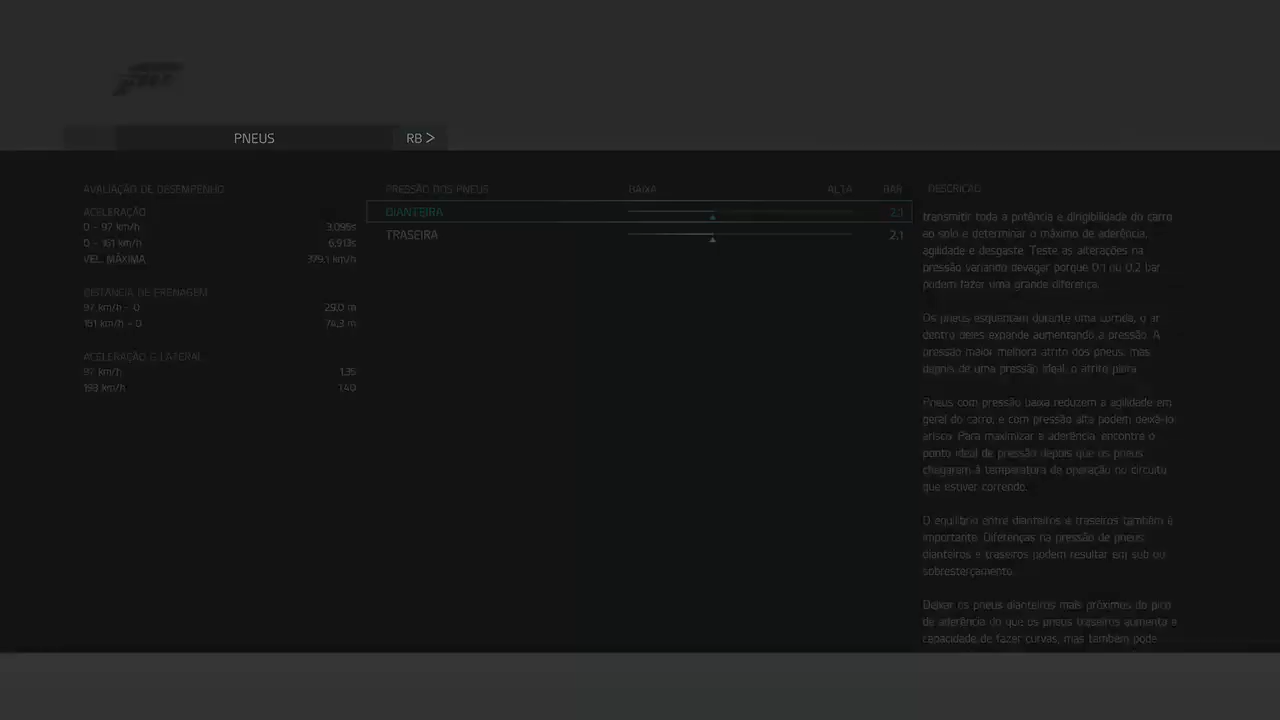 PNEUS
RB >
AVALIAÇÃO DE DESEMPENHO
ACELERAÇÃO
0 - 97 km/h 3,095s
0 - 161 km/h 6,913s
VEL. MÁXIMA 379,1 km/h
DISTÂNCIA DE FRENAGEM
97 km/h - 0 29,0 m
161 km/h - 0 74,3 m
ACELERAÇÃO G LATERAL
97 km/h 1,35
193 km/h 1,40
PRESSÃO DOS PNEUS BAIXA ALTA BAR
DIANTEIRA 2,1
TRASEIRA 2,1
DESCRIÇÃO
transmitir toda a potência e dirigibilidade do carro
ao solo e determinar o máximo de aderência,
agilidade e desgaste. Teste as alterações na
pressão variando devagar porque 0,1 ou 0,2 bar
podem fazer uma grande diferença.
Os pneus esquentam durante uma corrida, o ar
dentro deles expande aumentando a pressão. A
pressão maior melhora atrito dos pneus, mas
depois de uma pressão ideal, o atrito piora.
Pneus com pressão baixa reduzem a agilidade em
geral do carro, e com pressão alta podem deixá-lo
arisco. Para maximizar a aderência, encontre o
ponto ideal de pressão depois que os pneus
chegaram à temperatura de operação no circuito
que estiver correndo.
O equilíbrio entre dianteiros e traseiros também é
importante. Diferenças na pressão de pneus
dianteiros e traseiros podem resultar em sub ou
sobresterçamento.
Deixar os pneus dianteiros mais próximos do pico
de aderência do que os pneus traseiros aumenta a
capacidade de fazer curvas, mas também pode